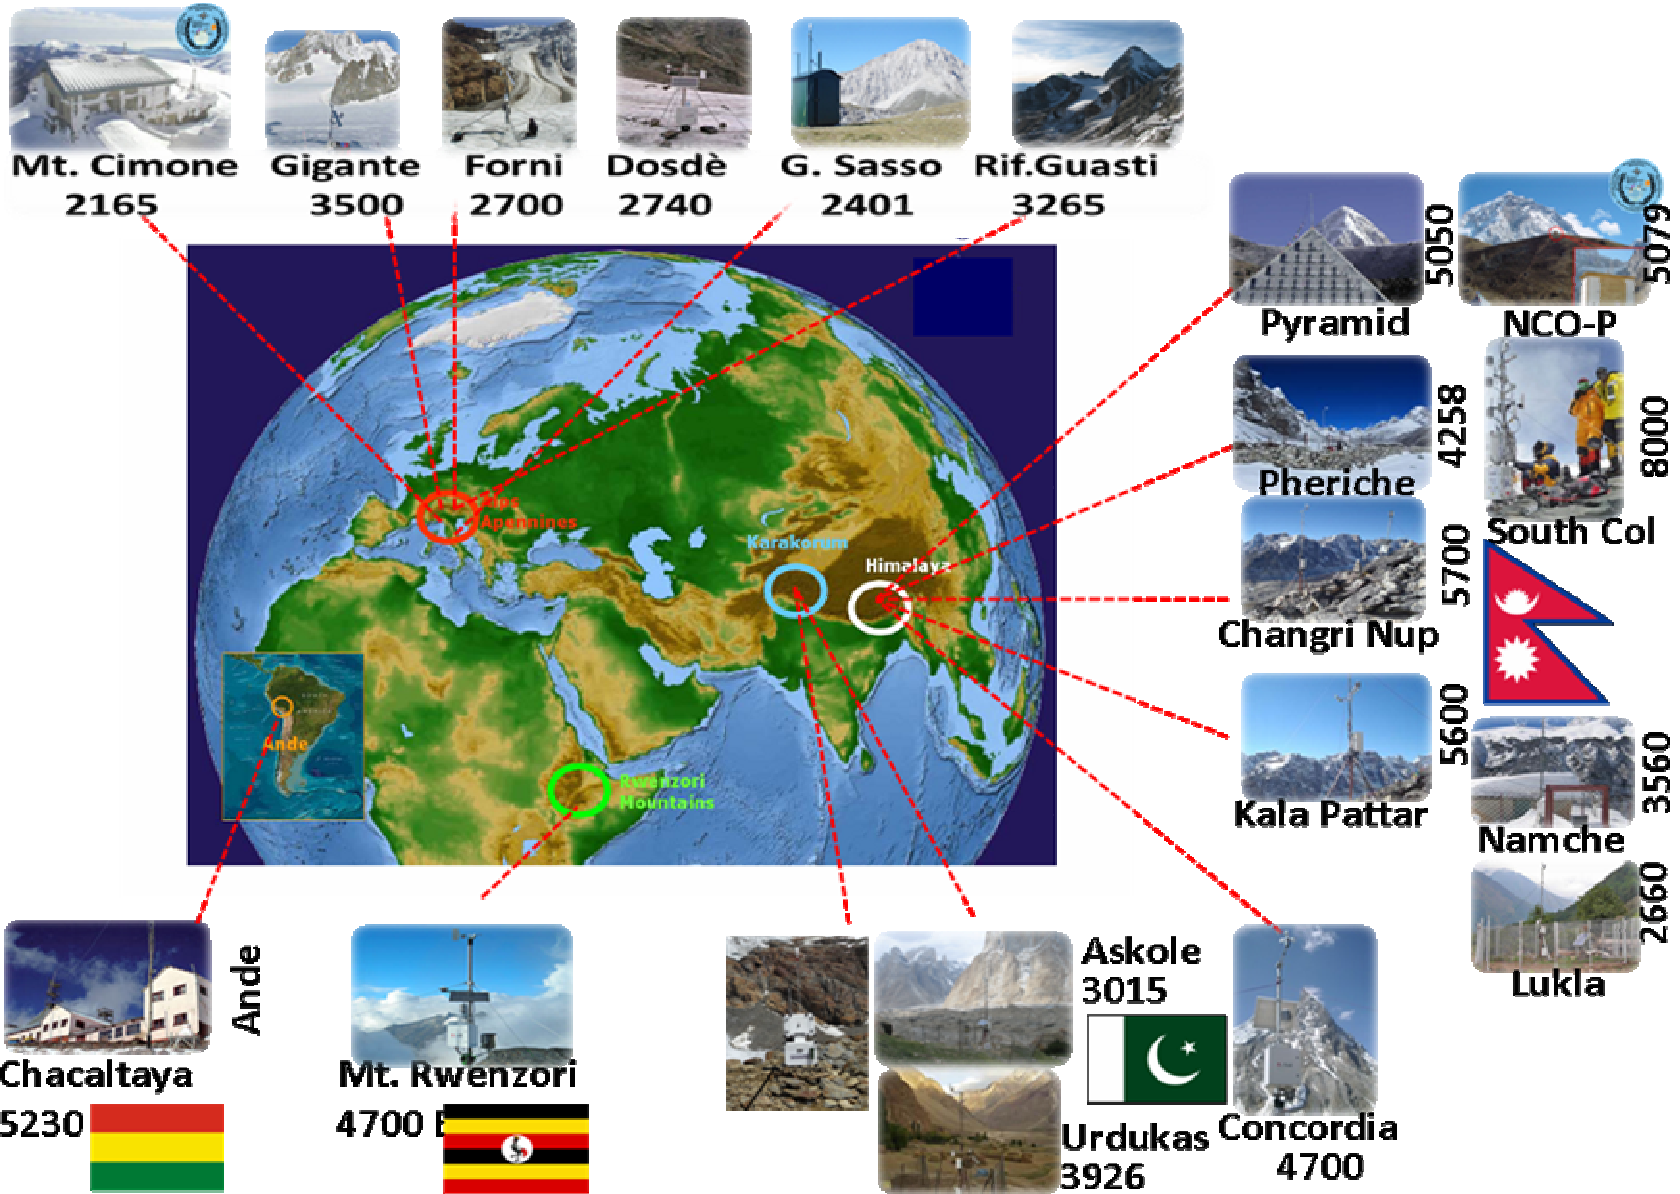 Mt. Cimone
2165
Gigante
3500
Forni
2700
Dosdè
2740
G. Sasso
2401
Rif.Guasti
3265
Pyramid
5050
NCO-P
5079
Pheriche
4258
South Col
8000
Changri Nup
5700
Kala Pattar
5600
Namche
3560
Lukla
2660
Alps
Apennines
Karakorum
Himalaya
Rwenzori
Mountains
SOUTH
AMERICA
Ande
Chacaltaya
5230
Ande
Mt. Rwenzori
4700
Askole
3015
Urdukas
3926
Concordia
4700